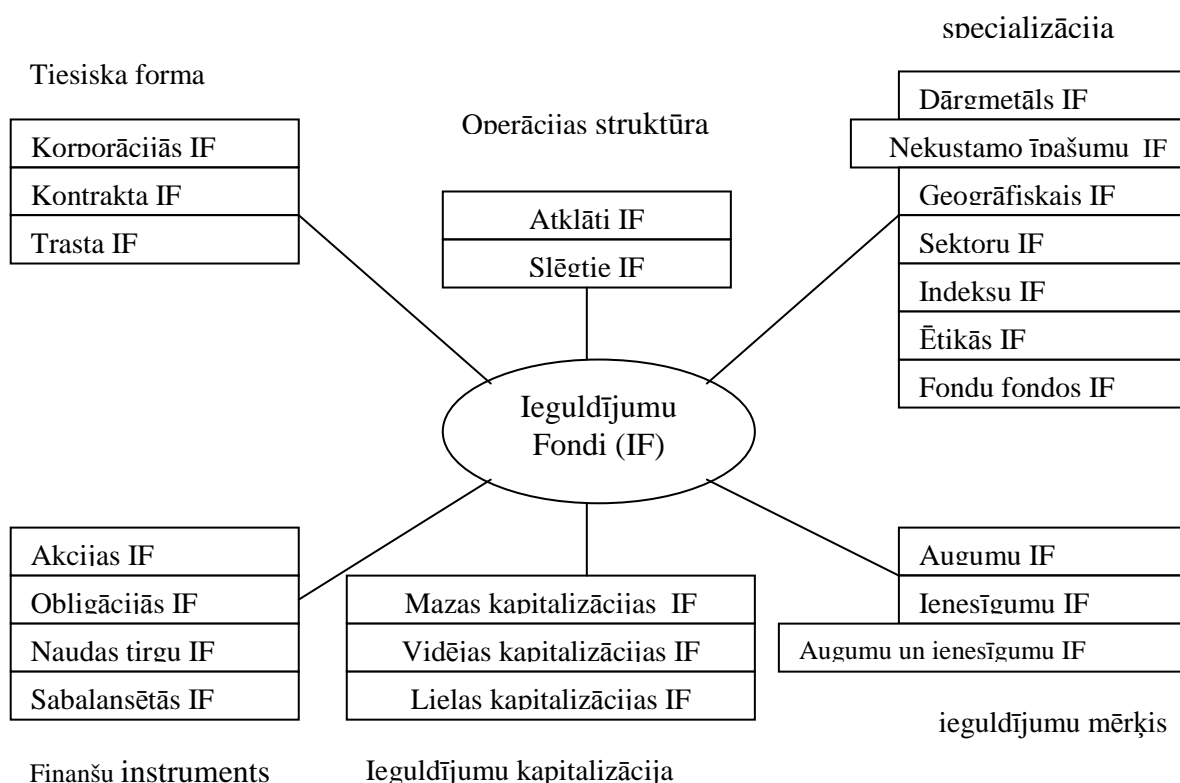 specializācija
Tiesiska forma
Dārgmetāls IF
Operācijas struktūra
Korporācijās IF
Nekustamo īpašumu IF
Kontrakta IF
Geogrāfiskais IF
Atklāti IF
Trasta IF
Sektoru IF
Slēgtie IF
Indeksu IF
Ētikās IF
Fondu fondos IF
Ieguldījumu
Fondi (IF)
Akcijas IF
Augumu IF
Obligācijās IF
Mazas kapitalizācijas IF
Ienesīgumu IF
Naudas tirgu IF
Vidējas kapitalizācijas IF
Augumu un ienesīgumu IF
Sabalansētās IF
Lielas kapitalizācijas IF
ieguldījumu mērķis
Finanšu instruments
Ieguldījumu kapitalizācija